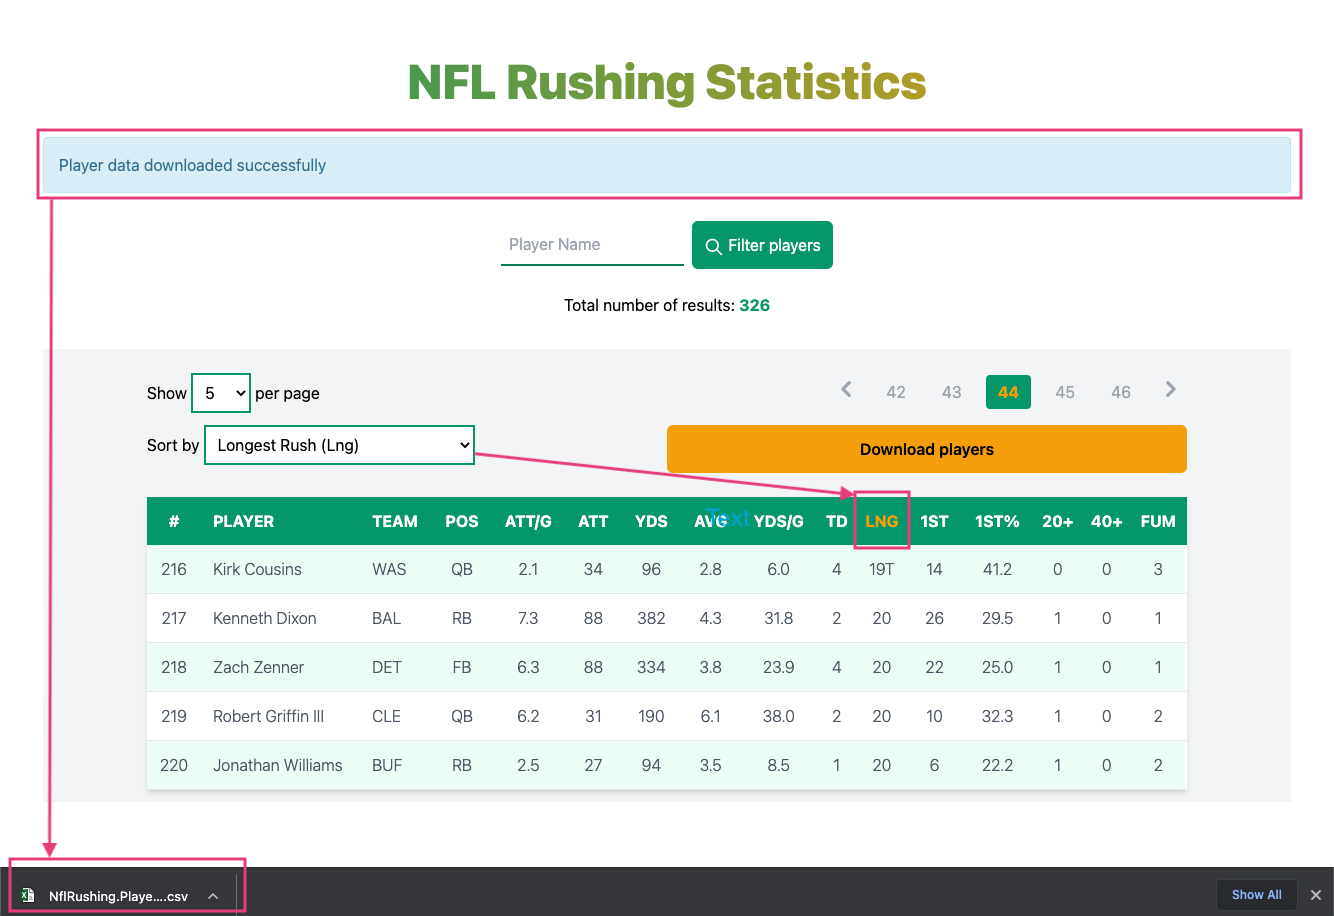 NFL Rushing Statistics
Player data downloaded successfully
Player Name
Filter players
Total number of results: 326
Show 5 per page
42 43 44 45 46
Sort by Longest Rush (Lng)
Download players
# PLAYER TEAM POS ATT/G ATT YDS AVG Text YDS/G TD LNG 1ST 1ST% 20+ 40+ FUM
216 Kirk Cousins WAS QB 2.1 34 96 2.8 6.0 4 19T 14 41.2 0 0 3
217 Kenneth Dixon BAL RB 7.3 88 382 4.3 31.8 2 20 26 29.5 1 0 1
218 Zach Zenner DET FB 6.3 88 334 3.8 23.9 4 20 22 25.0 1 0 1
219 Robert Griffin III CLE QB 6.2 31 190 6.1 38.0 2 20 10 32.3 1 0 2
220 Jonathan Williams BUF RB 2.5 27 94 3.5 8.5 1 20 6 22.2 1 0 2
NflRushing.Playe....csv
Show All